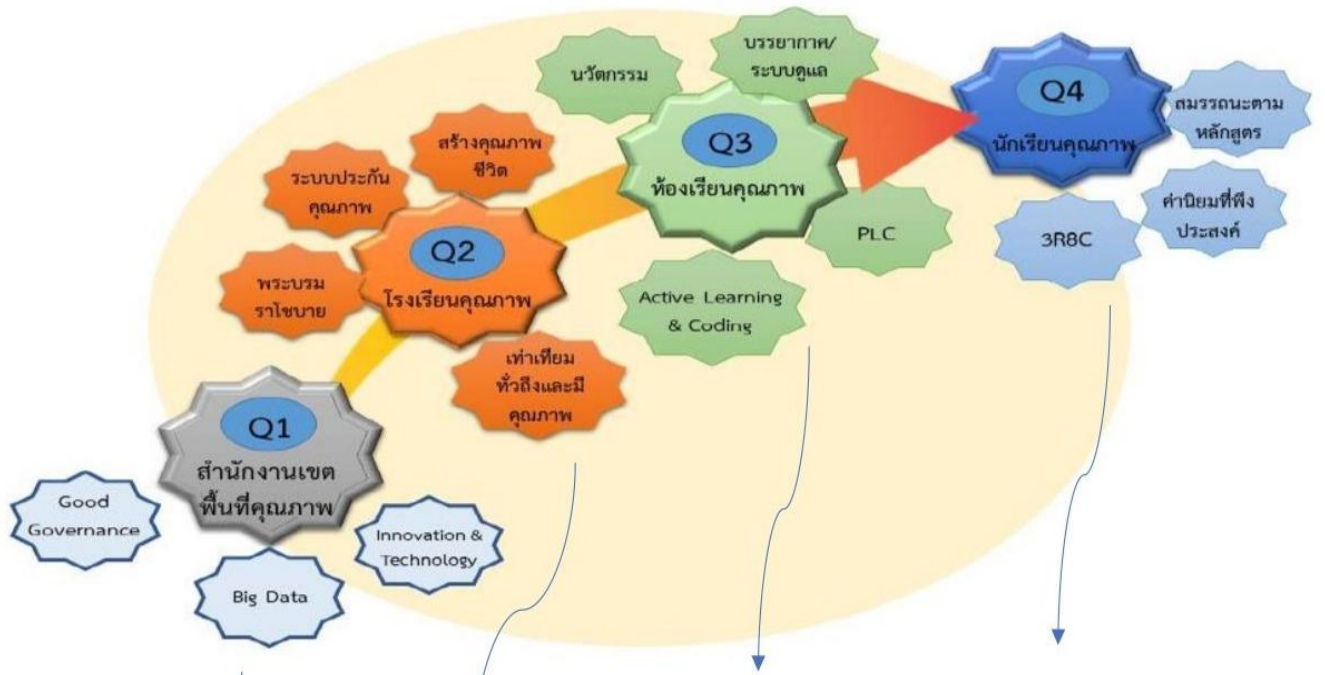 Q1
สำนักงานเขต
พื้นที่คุณภาพ
Good
Governance
Big Data
Innovation &
Technology
Q2
โรงเรียนคุณภาพ
พระบรม
ราโชบาย
ระบบประกัน
คุณภาพ
สร้างคุณภาพ
ชีวิต
เท่าเทียม
ทั่วถึงและมี
คุณภาพ
Q3
ห้องเรียนคุณภาพ
นวัตกรรม
บรรยากาศ/
ระบบดูแล
PLC
Active Learning
& Coding
Q4
นักเรียนคุณภาพ
สมรรถนะตาม
หลักสูตร
ค่านิยมที่พึง
ประสงค์
3R8C